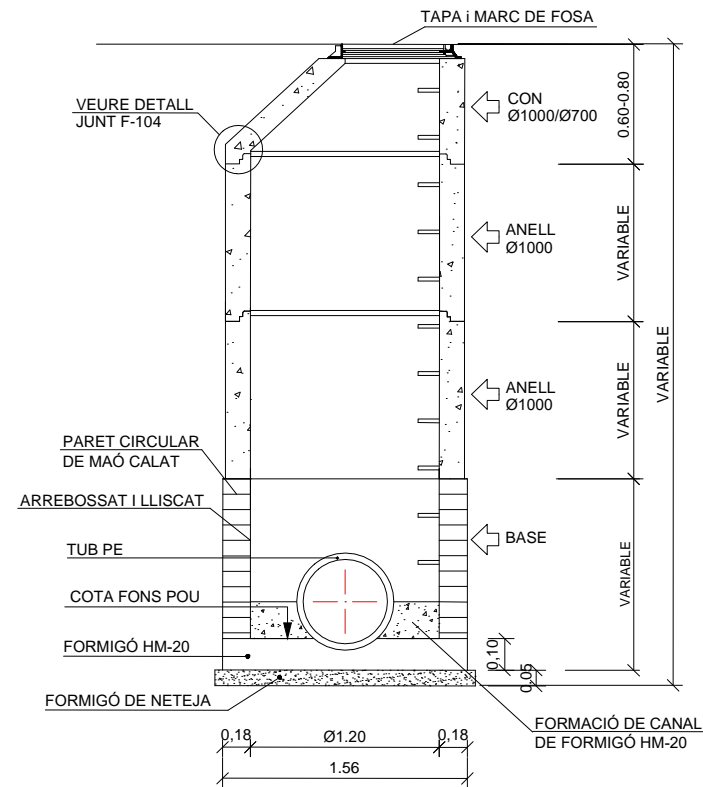 TAPA i MARC DE FOSA
VEURE DETALL
JUNT F-104
CON
Ø1000/Ø700
0.60-0.80
ANELL
Ø1000
VARIABLE
VARIABLE
ANELL
Ø1000
VARIABLE
PARET CIRCULAR
DE MAÓ CALAT
ARREBOSSAT I LLISCAT
BASE
TUB PE
VARIABLE
COTA FONS POU
FORMIGÓ HM-20
0,10
0,05
FORMIGÓ DE NETEJA
FORMACIÓ DE CANAL
DE FORMIGÓ HM-20
0,18
Ø1.20
0,18
1.56